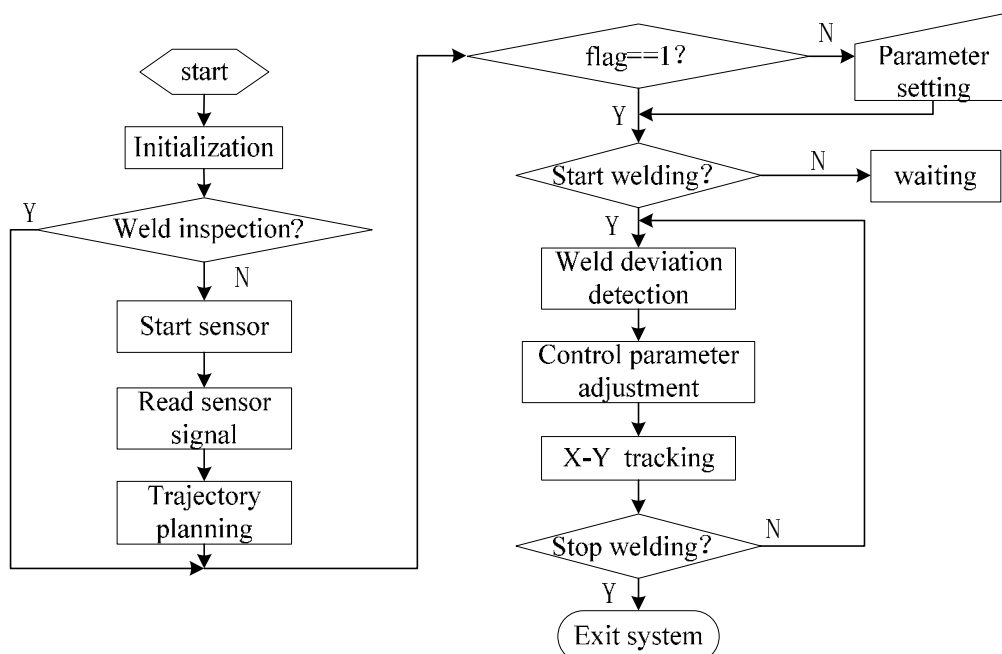 start
Initialization
Y
Weld inspection?
N
Start sensor
Read sensor
signal
Trajectory
planning
flag==1?
N
Parameter
setting
Y
Start welding?
N
waiting
Y
Weld deviation
detection
Control parameter
adjustment
X-Y tracking
Stop welding?
N
Y
Exit system